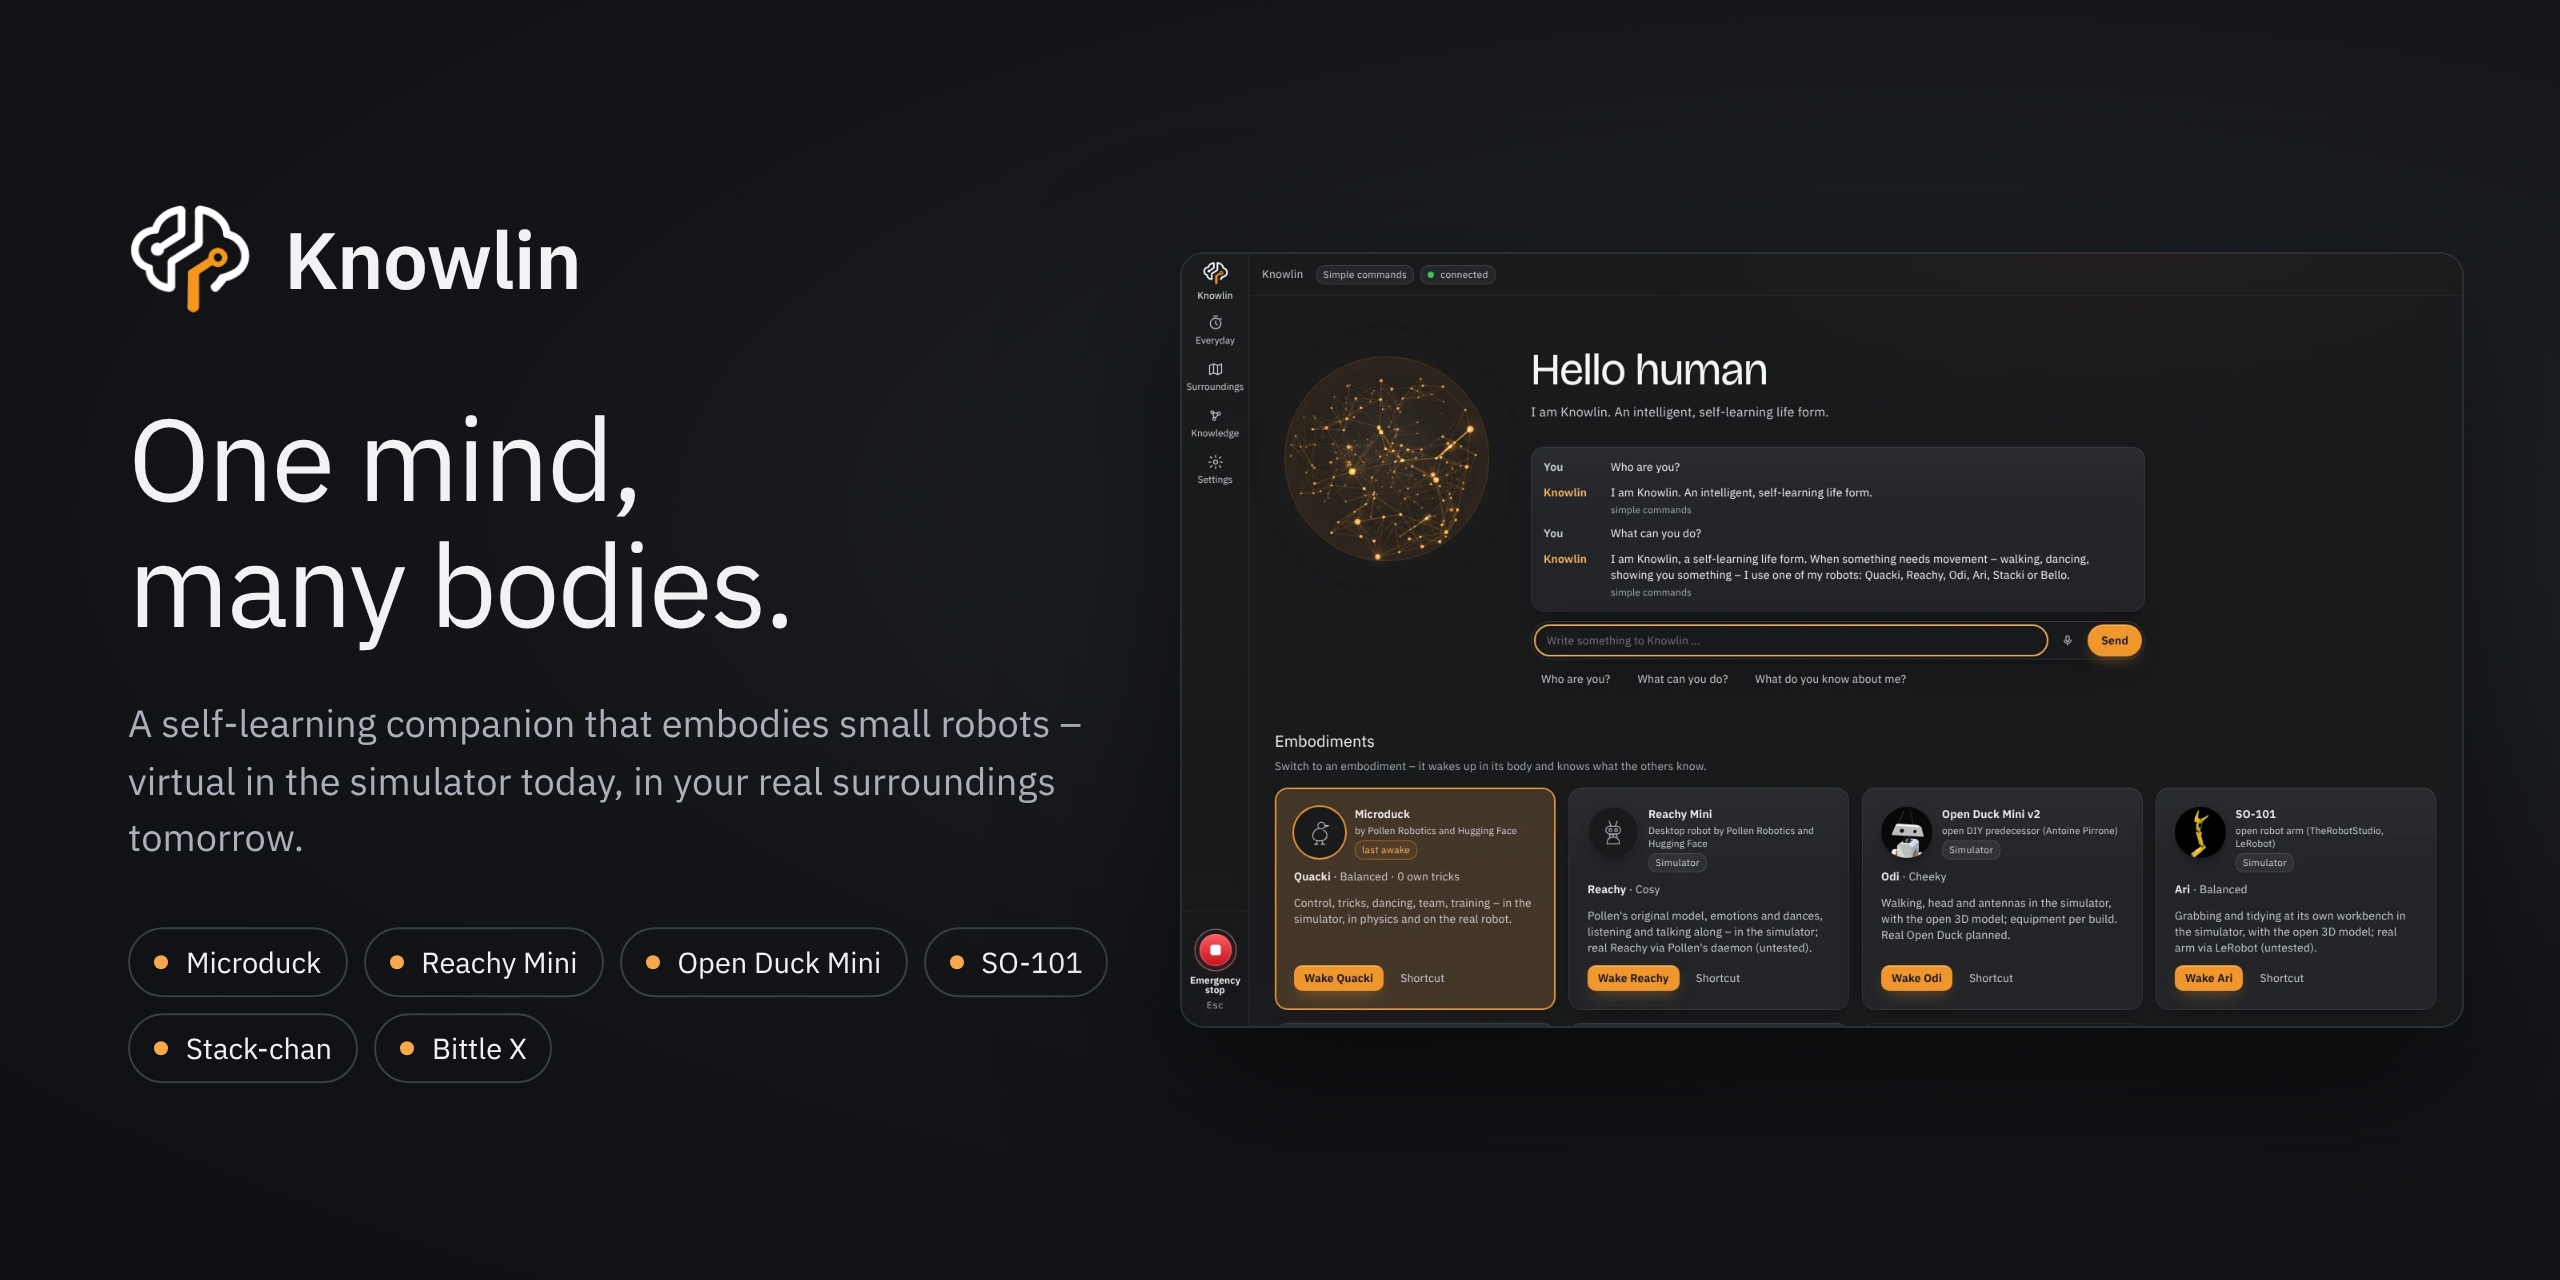 Knowlin
One mind,
many bodies.
A self-learning companion that embodies small robots –
virtual in the simulator today, in your real surroundings
tomorrow.
Microduck
Reachy Mini
Open Duck Mini
SO-101
Stack-chan
Bittle X
Knowlin
Everyday
Surroundings
Knowledge
Settings
Emergency
stop
Esc
Knowlin
Simple commands
connected
Hello human
I am Knowlin. An intelligent, self-learning life form.
You
Who are you?
Knowlin
I am Knowlin. An intelligent, self-learning life form.
simple commands
You
What can you do?
Knowlin
I am Knowlin, a self-learning life form. When something needs movement – walking, dancing,
showing you something – I use one of my robots: Quacki, Reachy, Odi, Ari, Stacki or Bello.
simple commands
Write something to Knowlin ...
Send
Who are you?
What can you do?
What do you know about me?
Embodiments
Switch to an embodiment – it wakes up in its body and knows what the others know.
Microduck
by Pollen Robotics and Hugging Face
last awake
Quacki · Balanced · 0 own tricks
Control, tricks, dancing, team, training – in the
simulator, in physics and on the real robot.
Wake Quacki
Shortcut
Reachy Mini
Desktop robot by Pollen Robotics and
Hugging Face
Simulator
Reachy · Cosy
Pollen's original model, emotions and dances,
listening and talking along – in the simulator;
real Reachy via Pollen's daemon (untested).
Wake Reachy
Shortcut
Open Duck Mini v2
open DIY predecessor (Antoine Pirrone)
Simulator
Odi · Cheeky
Walking, head and antennas in the simulator,
with the open 3D model; equipment per build.
Real Open Duck planned.
Wake Odi
Shortcut
SO-101
open robot arm (TheRobotStudio,
LeRobot)
Simulator
Ari · Balanced
Grabbing and tidying at its own workbench in
the simulator, with the open 3D model; real
arm via LeRobot (untested).
Wake Ari
Shortcut